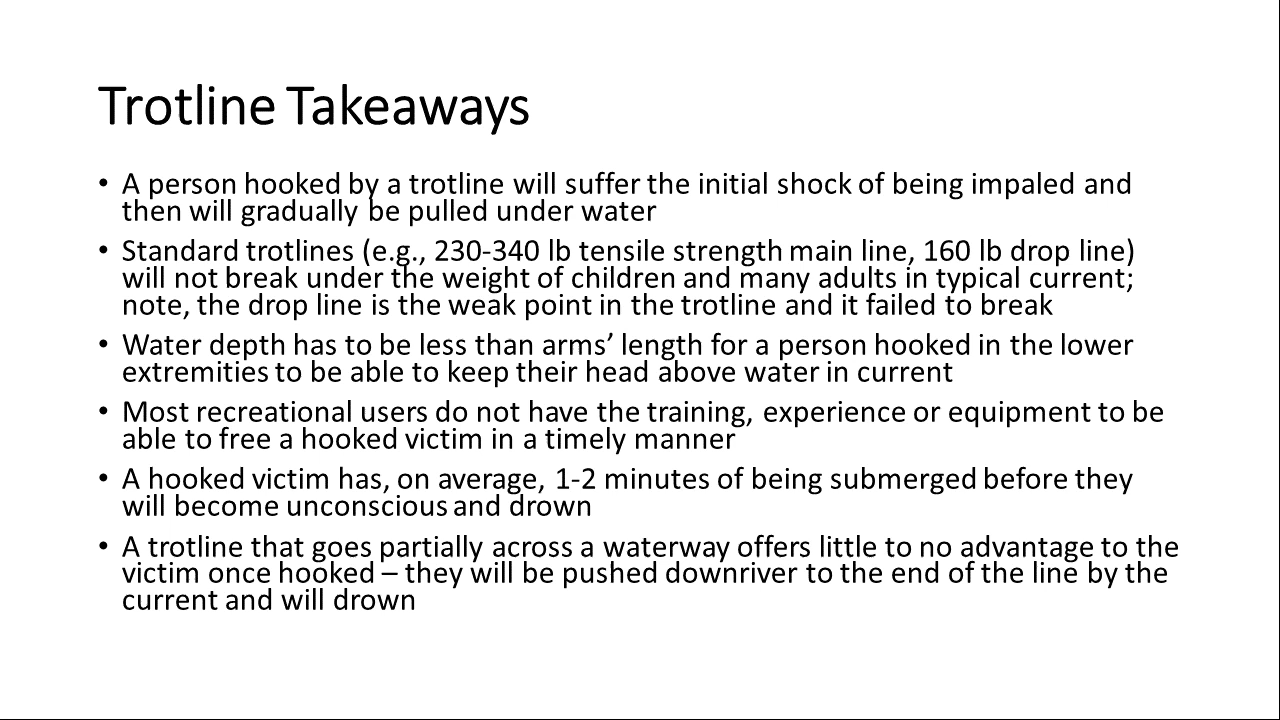 Trotline Takeaways
• A person hooked by a trotline will suffer the initial shock of being impaled and
then will gradually be pulled under water
• Standard trotlines (e.g., 230-340 lb tensile strength main line, 160 lb drop line)
will not break under the weight of children and many adults in typical current;
note, the drop line is the weak point in the trotline and it failed to break
• Water depth has to be less than arms’ length for a person hooked in the lower
extremities to be able to keep their head above water in current
• Most recreational users do not have the training, experience or equipment to be
able to free a hooked victim in a timely manner
• A hooked victim has, on average, 1-2 minutes of being submerged before they
will become unconscious and drown
• A trotline that goes partially across a waterway offers little to no advantage to the
victim once hooked – they will be pushed downriver to the end of the line by the
current and will drown